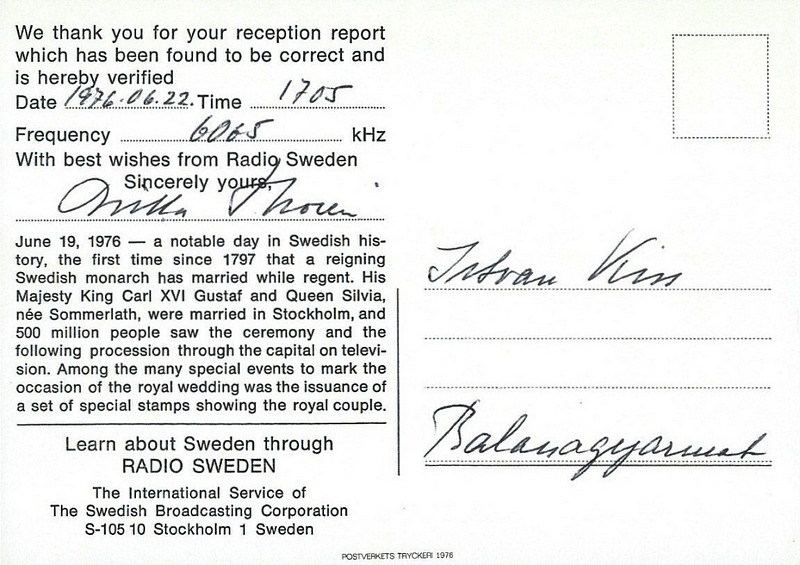 We thank you for your reception report
which has been found to be correct and
is hereby verified
Date 1976.06.22. Time 1705
Frequency 6065 kHz
With best wishes from Radio Sweden
Sincerely yours,
June 19, 1976 — a notable day in Swedish his-
tory, the first time since 1797 that a reigning
Swedish monarch has married while regent. His
Majesty King Carl XVI Gustaf and Queen Silvia,
née Sommerlath, were married in Stockholm, and
500 million people saw the ceremony and the
following procession through the capital on televi-
sion. Among the many special events to mark the
occasion of the royal wedding was the issuance of
a set of special stamps showing the royal couple.
Learn about Sweden through
RADIO SWEDEN
The International Service of
The Swedish Broadcasting Corporation
S-105 10 Stockholm 1 Sweden
POSTVERKETS TRYCKERI 1976
Istvan Kiss
Balassagyarmat